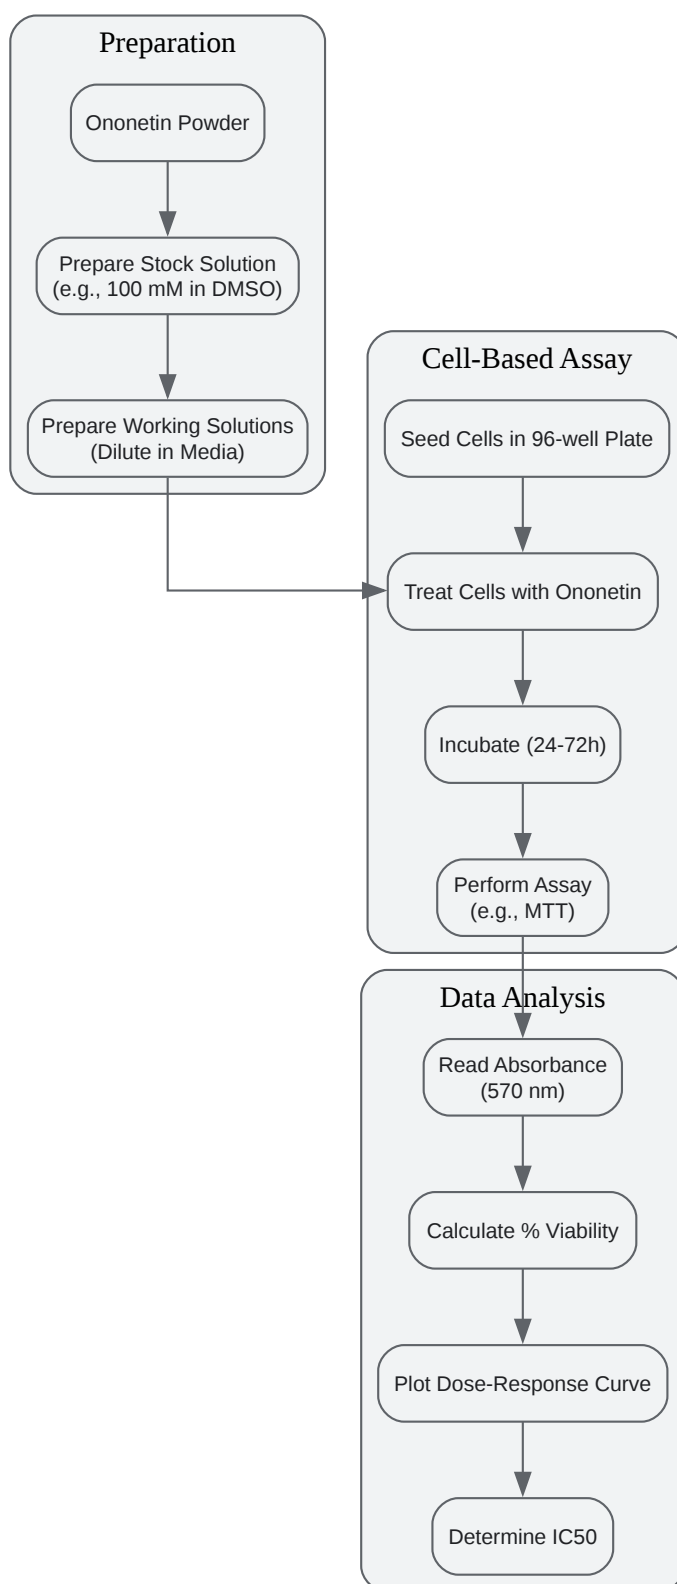 Preparation
Ononetin Powder
Prepare Stock Solution
(e.g., 100 mM in DMSO)
Prepare Working Solutions
(Dilute in Media)
Cell-Based Assay
Seed Cells in 96-well Plate
Treat Cells with Ononetin
Incubate (24-72h)
Perform Assay
(e.g., MTT)
Data Analysis
Read Absorbance
(570 nm)
Calculate % Viability
Plot Dose-Response Curve
Determine IC50